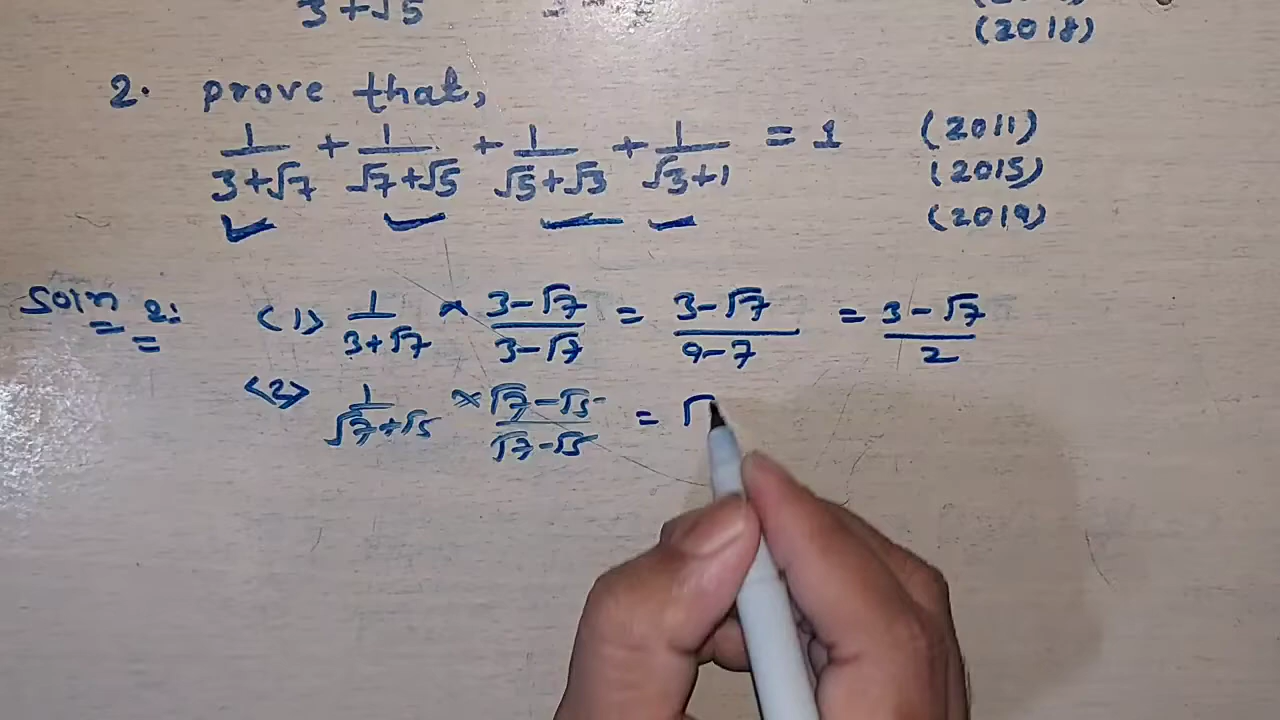 3+√5
(2018)
2. prove that,
1/(3+√7) + 1/(√7+√5) + 1/(√5+√3) + 1/(√3+1) = 1 (2011)
(2015)
(2019)
Soln 2:
<1> 1/(3+√7) × (3-√7)/(3-√7) = (3-√7)/(9-7) = (3-√7)/2
<2> 1/(√7+√5) × (√7-√5)/(√7-√5) = √